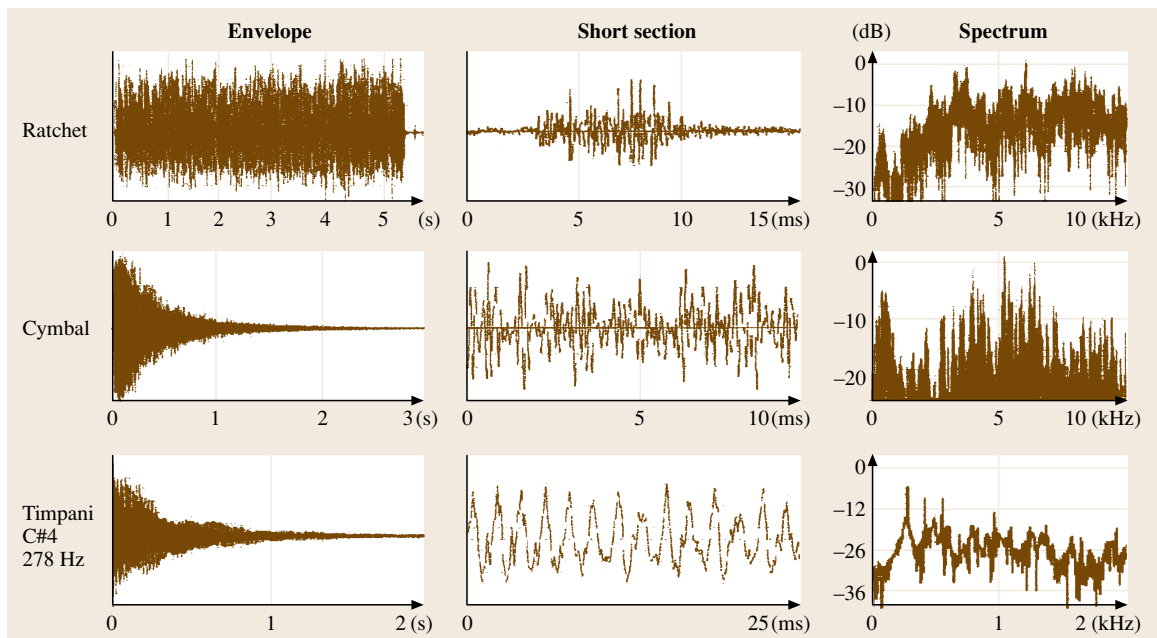 Envelope Short section (dB) Spectrum
Ratchet
0 −10 −20 −30
0 1 2 3 4 5 (s) 0 5 10 15 (ms) 0 5 10 (kHz)
Cymbal
0 −10 −20
0 1 2 3 (s) 0 5 10 (ms) 0 5 10 (kHz)
Timpani
C#4
278 Hz
0 −12 −26 −36
0 1 2 (s) 0 25 (ms) 0 1 2 (kHz)